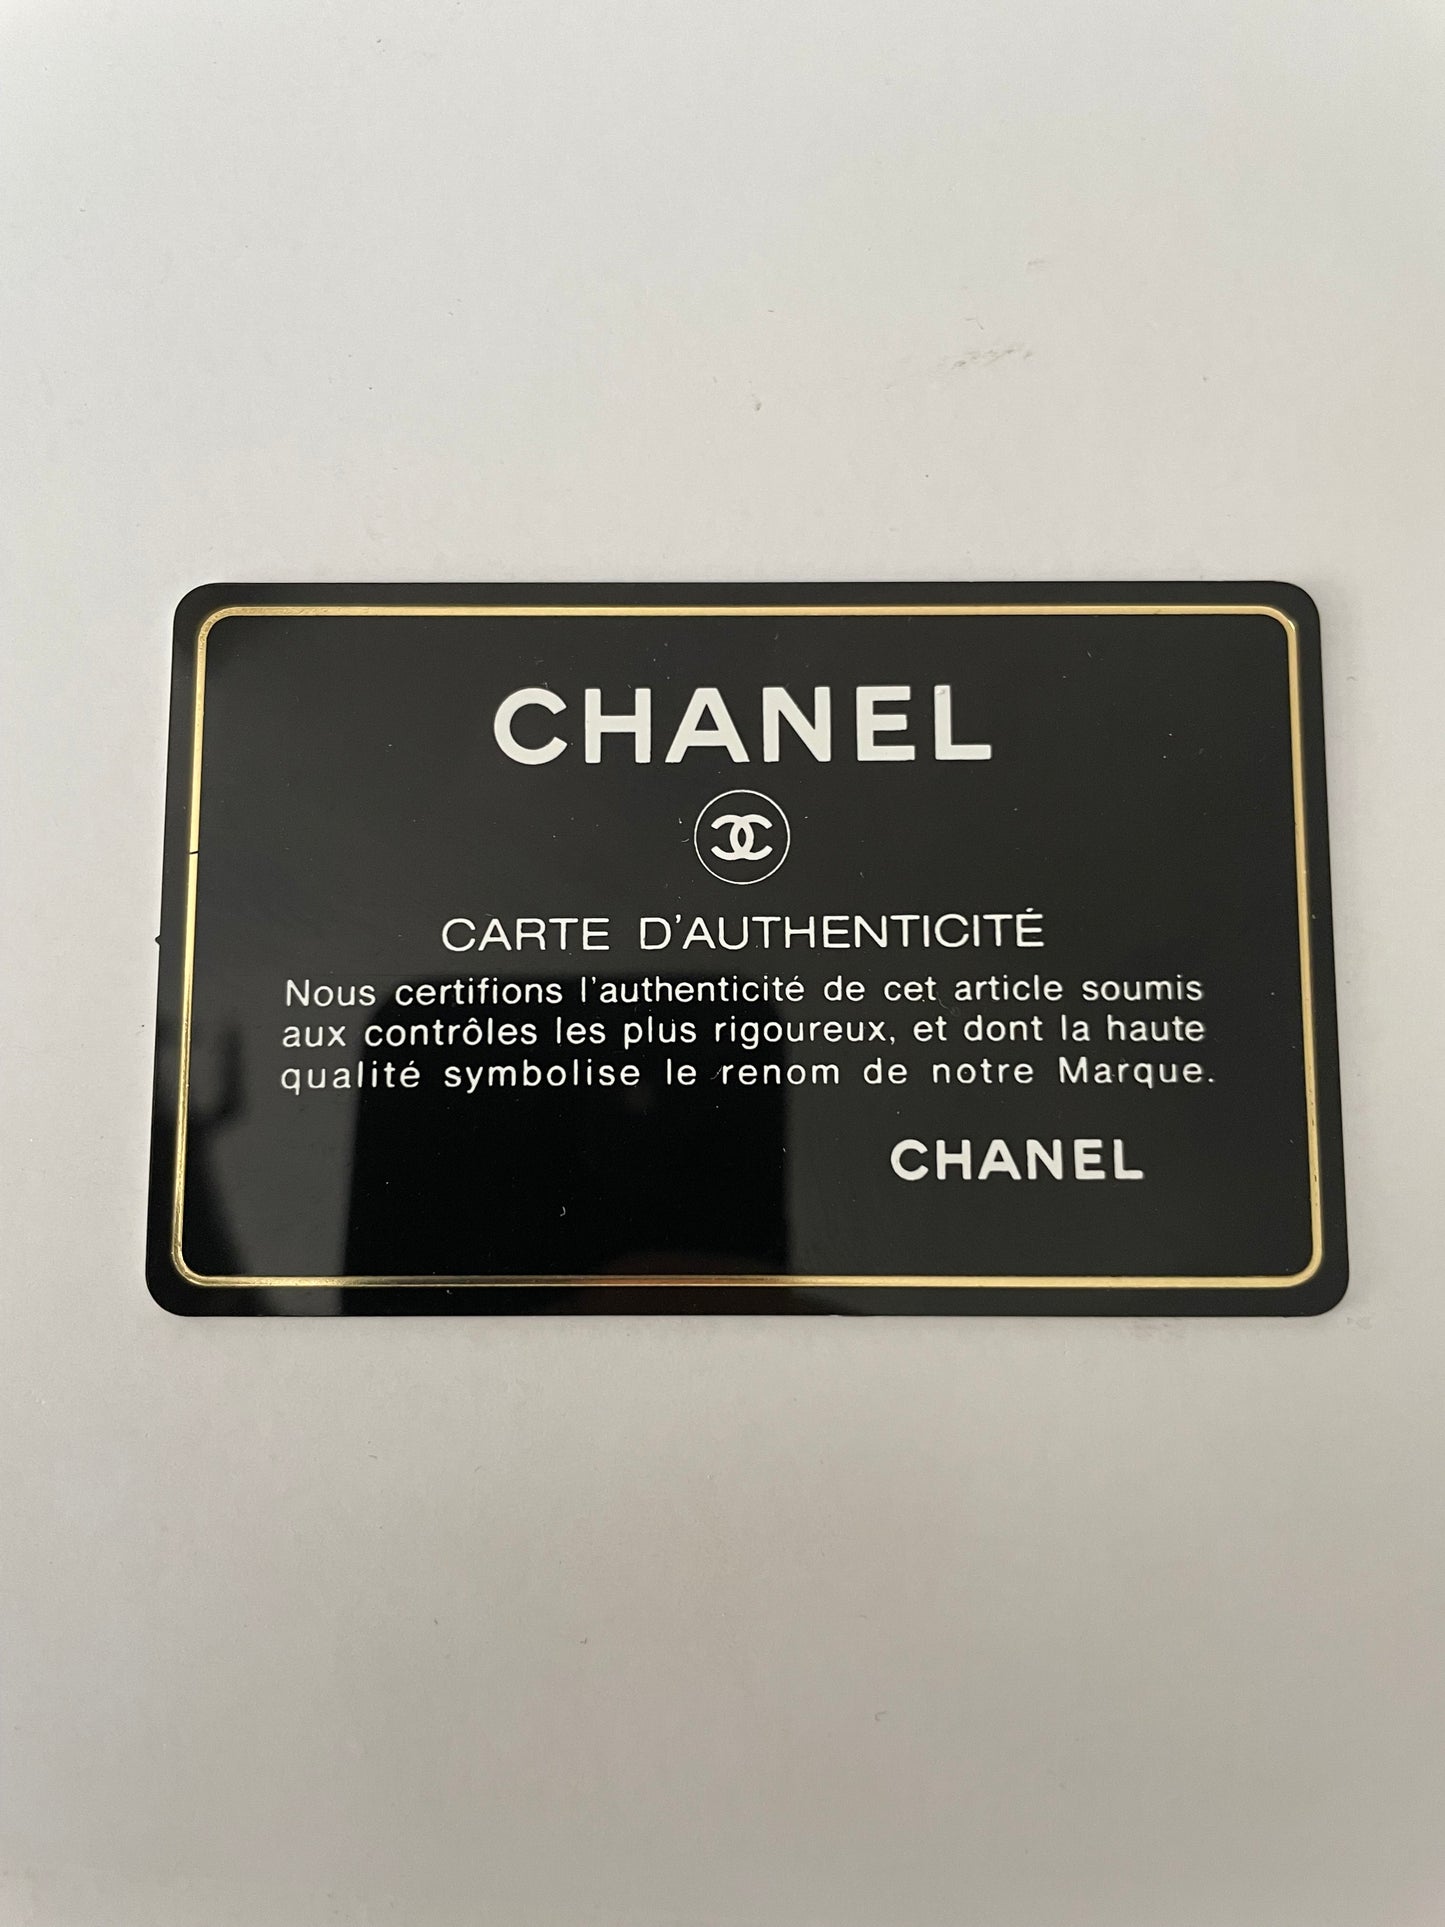 CHANEL
CARTE D'AUTHENTICITÉ
Nous certifions l'authenticité de cet article soumis
aux contrôles les plus rigoureux, et dont la haute
qualité symbolise le renom de notre Marque.
CHANEL